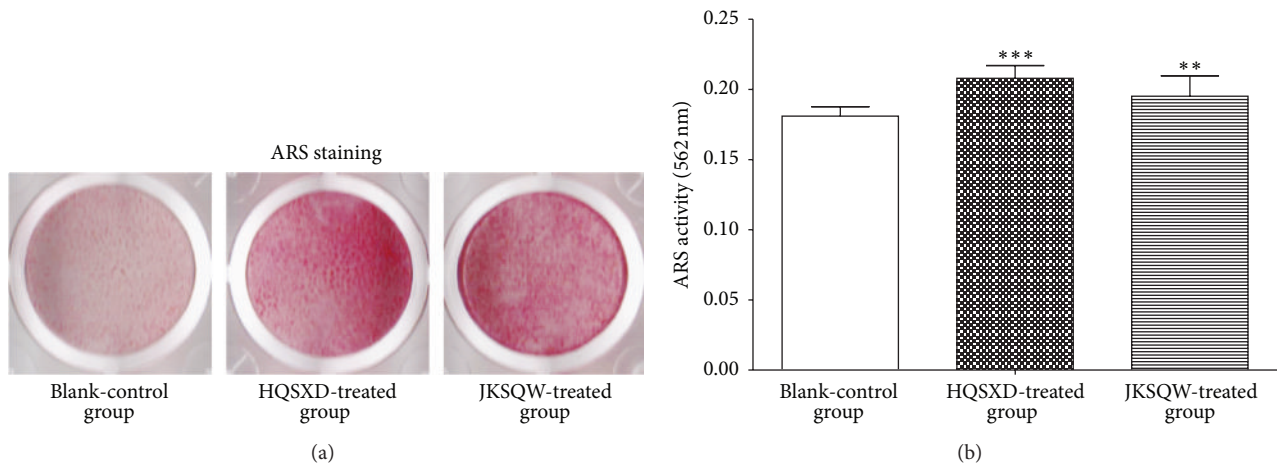 ARS staining
Blank-control
group
HQSXD-treated
group
JKSQW-treated
group
(a)
ARS activity (562 nm)
0.25
0.20
0.15
0.10
0.05
0.00
***
**
Blank-control
group
HQSXD-treated
group
JKSQW-treated
group
(b)